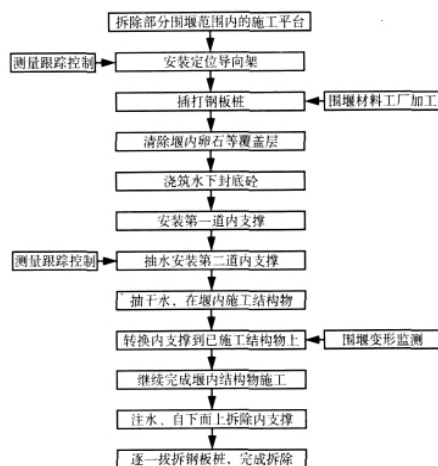 拆除部分围堰范围内的施工平台
测量跟踪控制
安装定位导向架
插打钢板桩
围堰材料工厂加工
清除堰内卵石等覆盖层
浇筑水下封底砼
安装第一道内支撑
测量跟踪控制
抽水安装第二道内支撑
抽干水，在堰内施工结构物
转换内支撑到已施工结构物上
围堰变形监测
继续完成堰内结构物施工
注水、自下而上拆除内支撑
逐一拔拆钢板桩，完成拆除